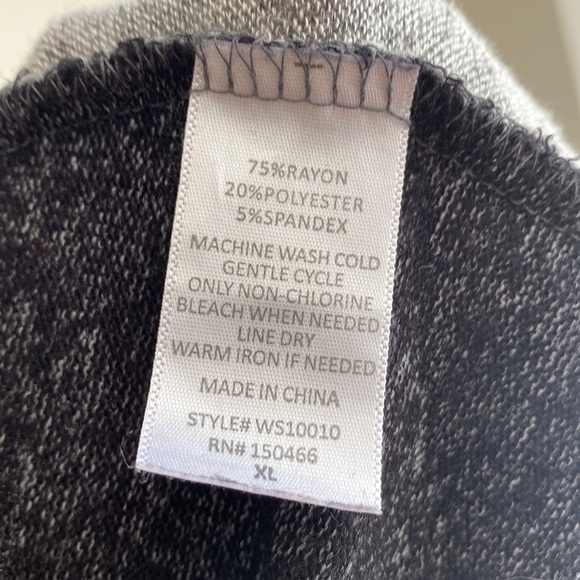 75%RAYON
20%POLYESTER
5%SPANDEX
MACHINE WASH COLD
GENTLE CYCLE
ONLY NON-CHLORINE
BLEACH WHEN NEEDED
LINE DRY
WARM IRON IF NEEDED
MADE IN CHINA
STYLE# WS10010
RN# 150466
XL